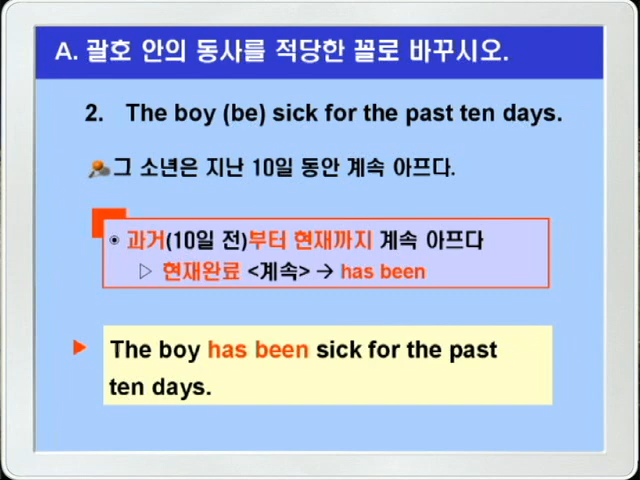 A. 괄호 안의 동사를 적당한 꼴로 바꾸시오.
2. The boy (be) sick for the past ten days.
그 소년은 지난 10일 동안 계속 아프다.
◉ 과거(10일 전)부터 현재까지 계속 아프다
▷ 현재완료 <계속> → has been
▶ The boy has been sick for the past
ten days.